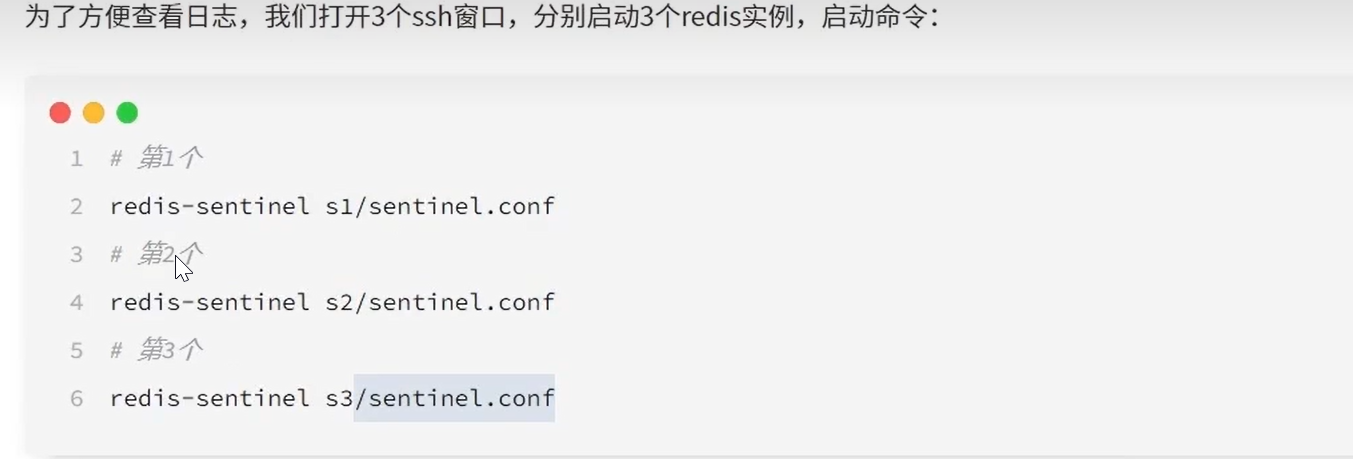 为了方便查看日志，我们打开3个ssh窗口，分别启动3个redis实例，启动命令：
1 # 第1个
2 redis-sentinel s1/sentinel.conf
3 # 第2个
4 redis-sentinel s2/sentinel.conf
5 # 第3个
6 redis-sentinel s3/sentinel.conf